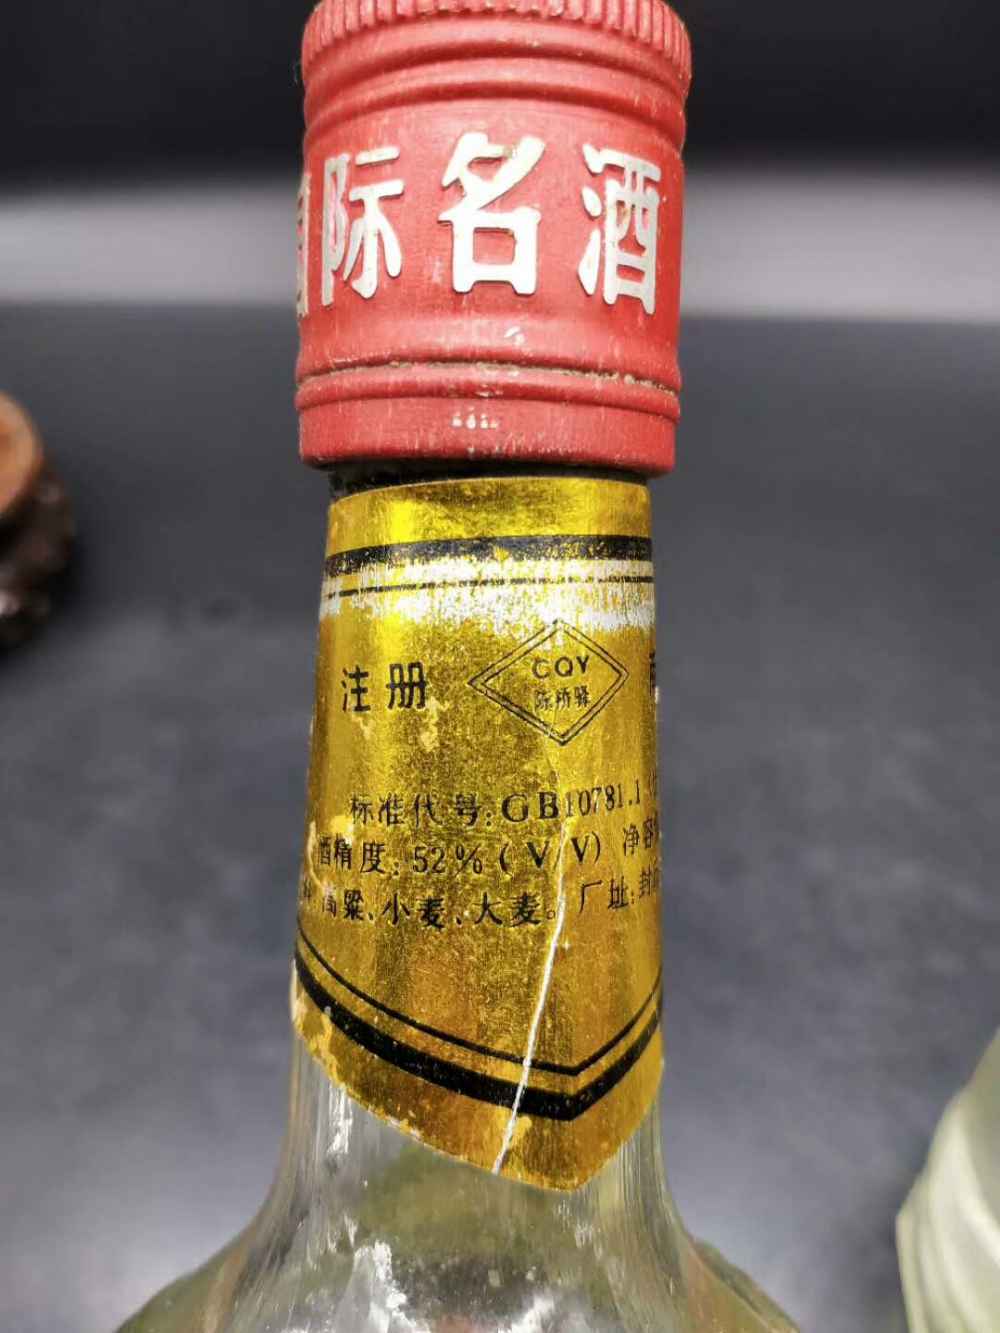 际名酒
注册
CQY
陈桥驿
标准代号:GB10781.1
酒精度:52%(V/V) 净容
高粱、小麦、大麦。厂址:封